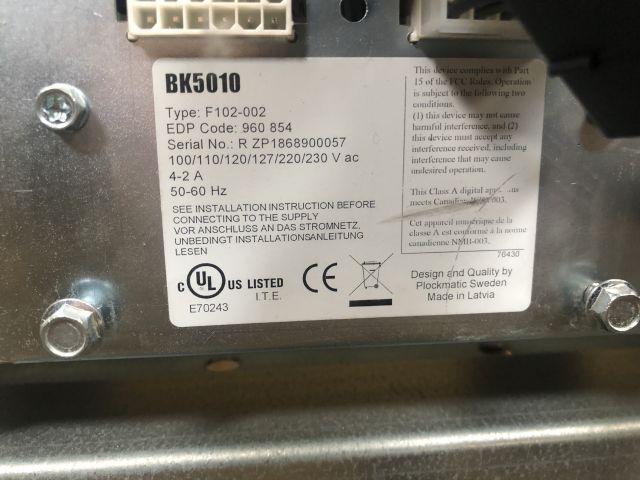 BK5010
Type: F102-002
EDP Code: 960 854
Serial No.: R ZP1868900057
100/110/120/127/220/230 V ac
4-2 A
50-60 Hz
SEE INSTALLATION INSTRUCTION BEFORE
CONNECTING TO THE SUPPLY
VOR ANSCHLUSS AN DAS STROMNETZ,
UNBEDINGT INSTALLATIONSANLEITUNG
LESEN
C UL US LISTED
I.T.E.
E70243
CE
This device complies with Part
15 of the FCC Rules. Operation
is subject to the following two
conditions.
(1) this device may not cause
harmful interference, and (2)
this device must accept any
interference received, including
interference that may cause
undesired operation.
This Class A digital
meets Canadian
Cet appareil numérique de la
classe A est conforme à la norme
canadienne NMB-003.
76430
Design and Quality by
Plockmatic Sweden
Made in Latvia